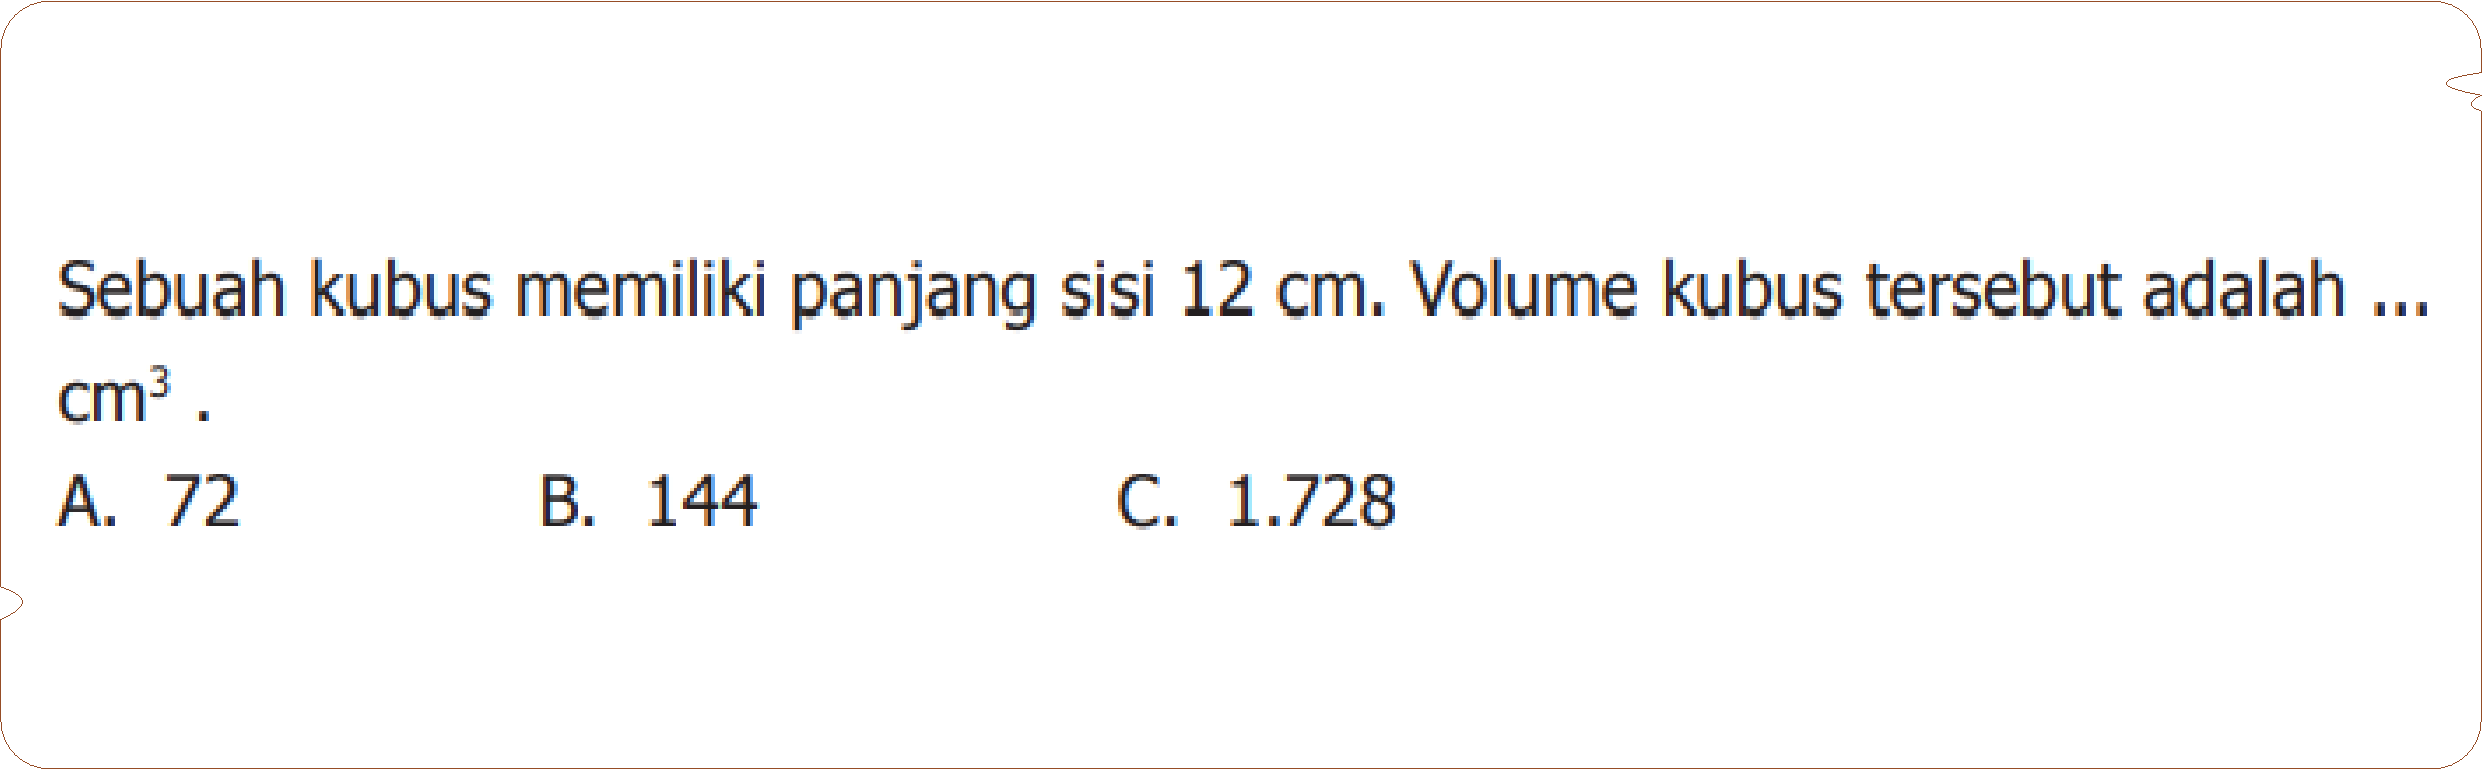 Sebuah kubus memiliki panjang sisi 12 cm. Volume kubus tersebut adalah ...
cm³ .
A. 72 B. 144 C. 1.728